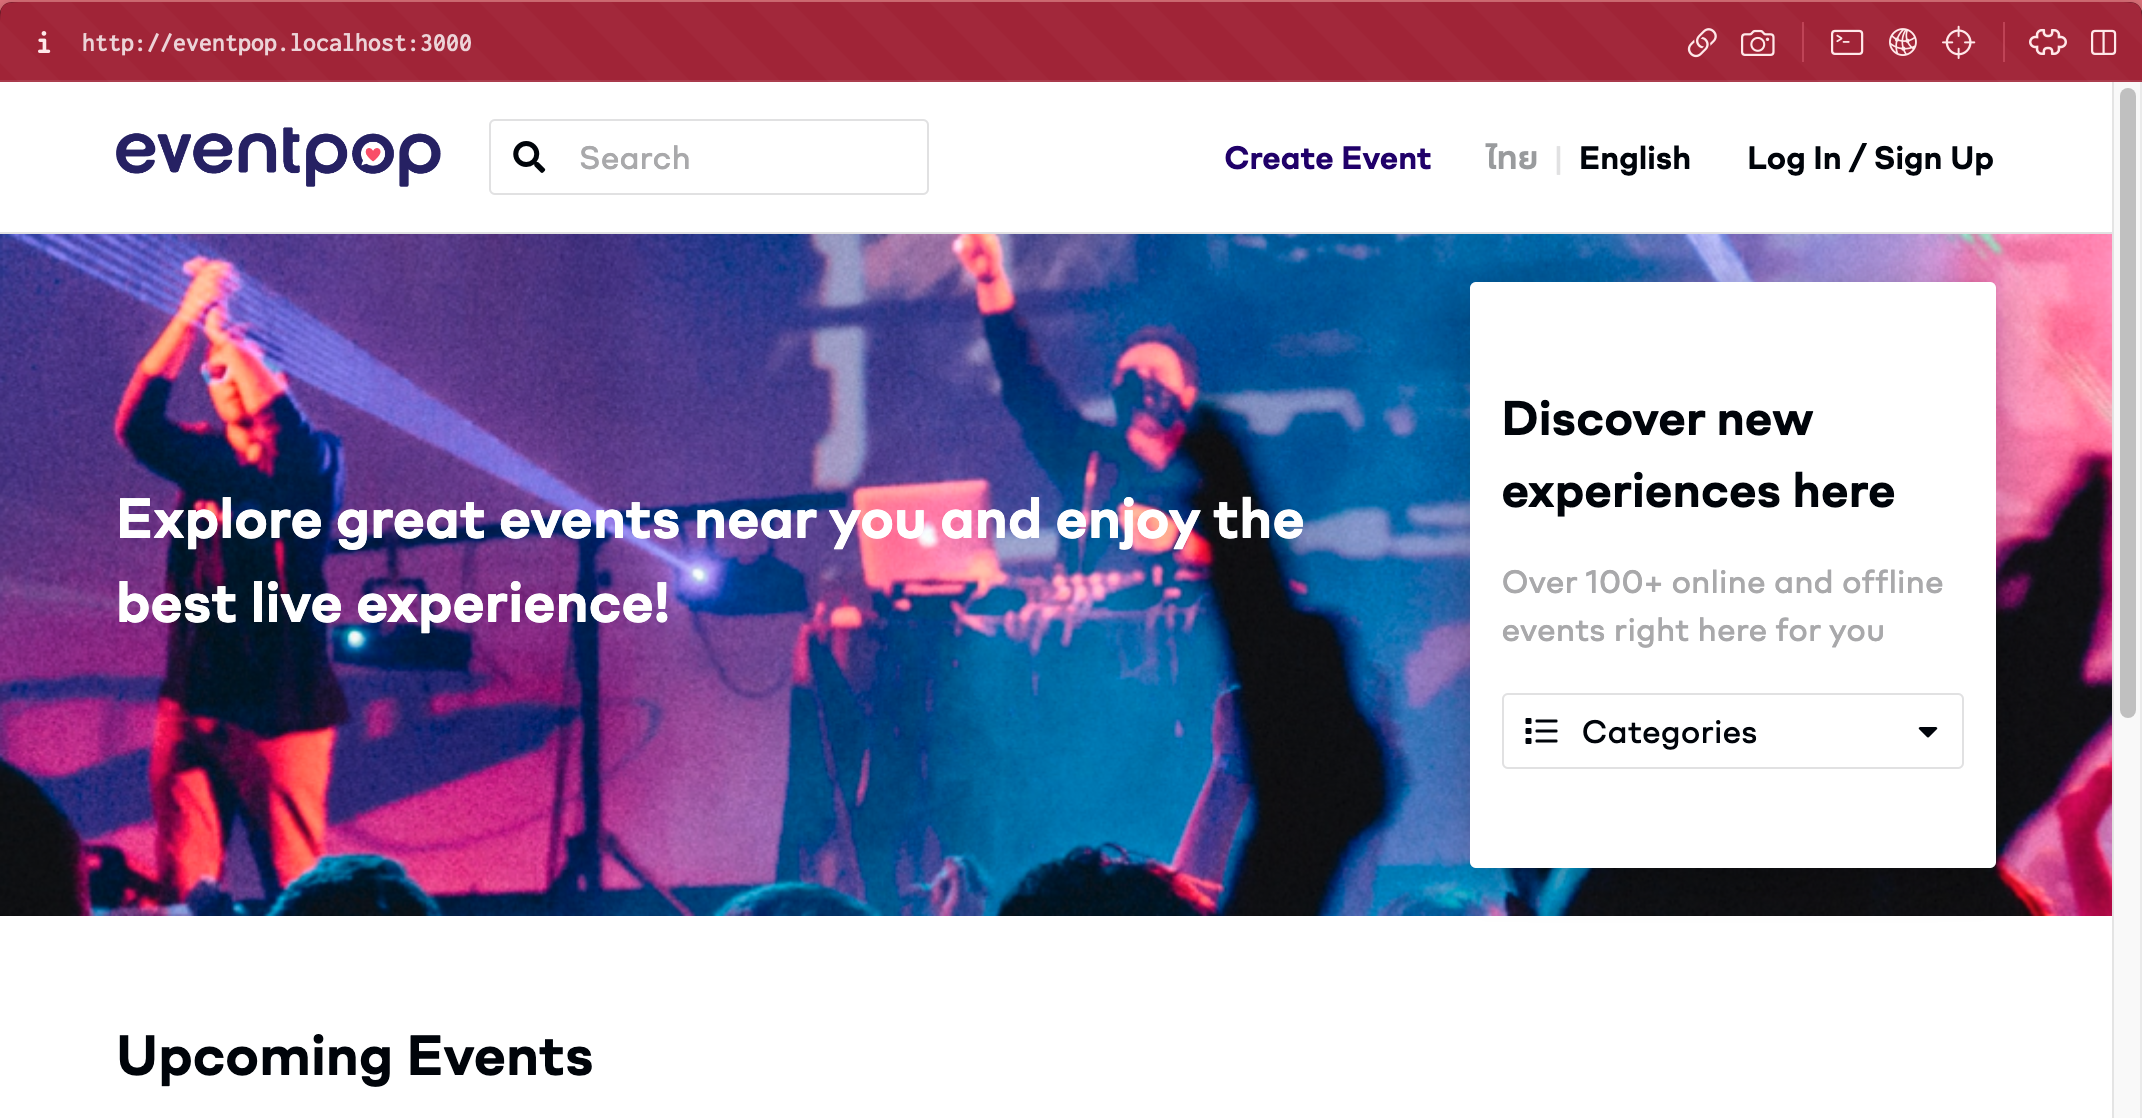 http://eventpop.localhost:3000
eventpop
Search
Create Event
ไทย | English
Log In / Sign Up
Explore great events near you and enjoy the
best live experience!
Discover new
experiences here
Over 100+ online and offline
events right here for you
Categories
Upcoming Events